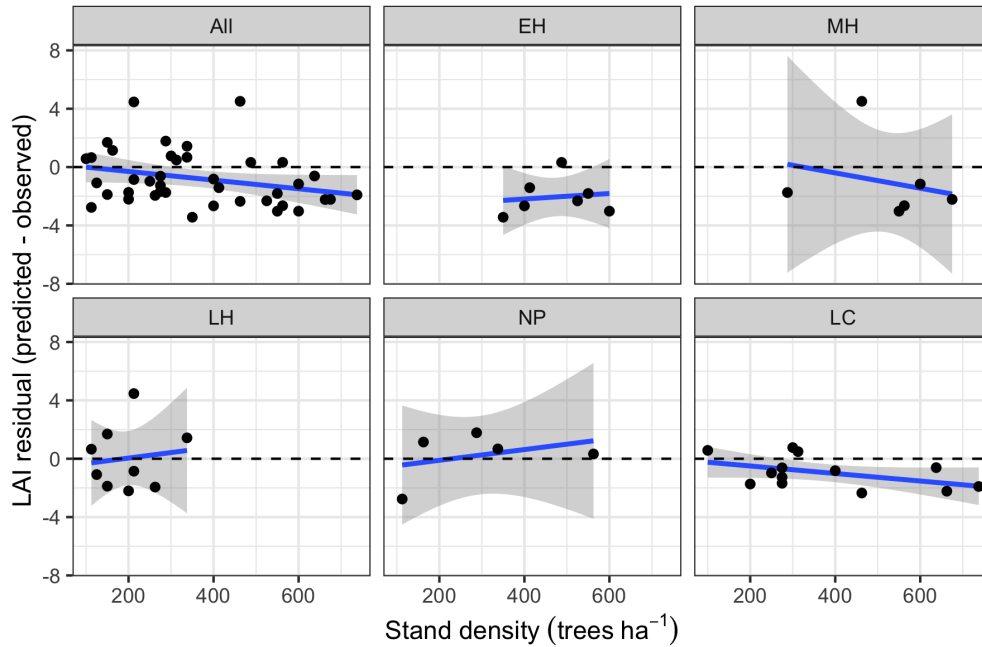 All EH MH
8
4
0
-4
-8
LH NP LC
8
4
0
-4
-8
200 400 600 200 400 600 200 400 600
LAI residual (predicted - observed)
Stand density (trees ha⁻¹)